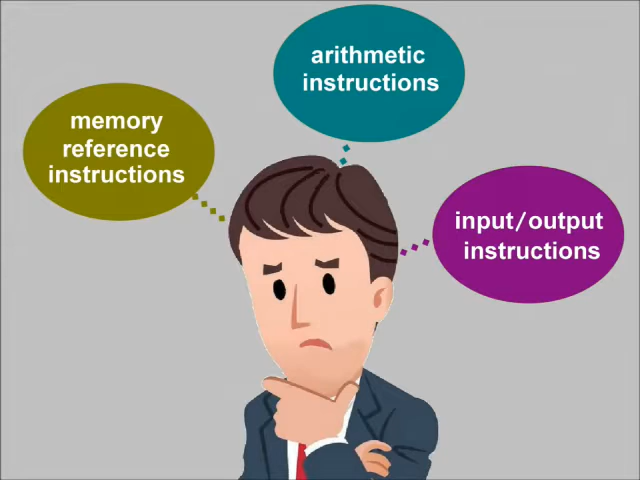 memory
reference
instructions
arithmetic
instructions
input/output
instructions